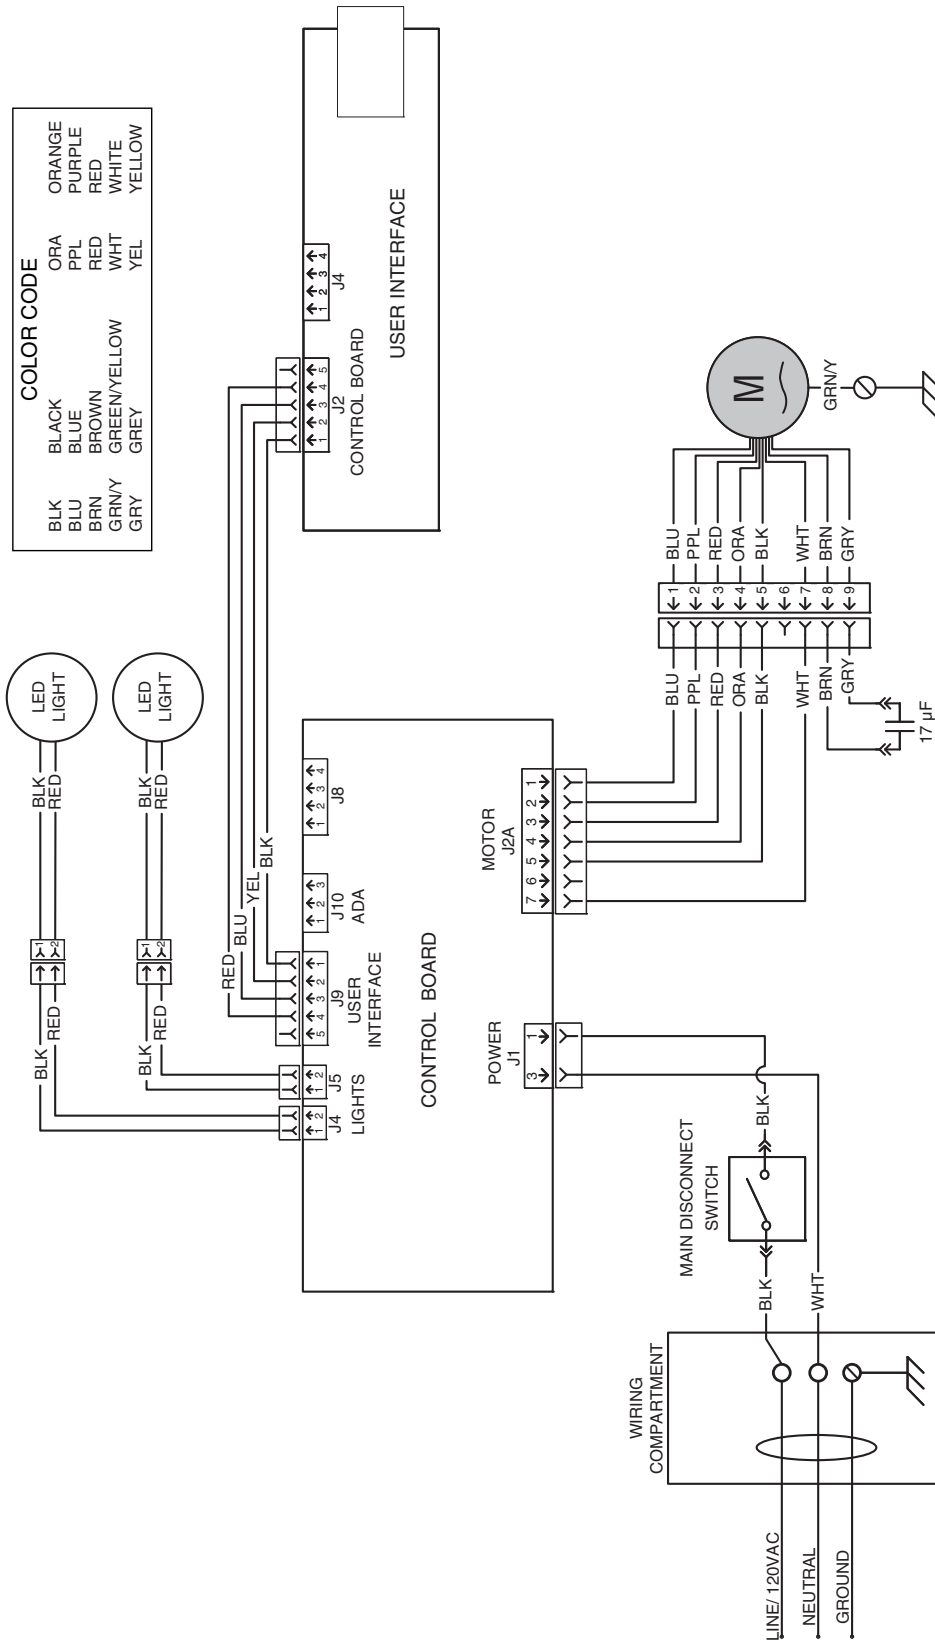 COLOR CODE
BLK BLACK ORA ORANGE
BLU BLUE PPL PURPLE
BRN BROWN RED RED
GRN/Y GREEN/YELLOW WHT WHITE
GRY GREY YEL YELLOW
LED
LIGHT
BLK
RED
BLK
RED
1
2
LED
LIGHT
BLK
RED
BLK
RED
1
2
RED
BLU
YEL
BLK
1 2
J4
1 2
J5
LIGHTS
5 4 3 2 1
J9
USER
INTERFACE
1 2 3
J10
ADA
1 2 3 4
J8
CONTROL BOARD
POWER
J1
3 1
MOTOR
J2A
7 6 5 4 3 2 1
1 2 3 4 5
J2
CONTROL BOARD
1 2 3 4
J4
USER INTERFACE
WIRING
COMPARTMENT
LINE/ 120VAC
NEUTRAL
GROUND
MAIN DISCONNECT
SWITCH
BLK
BLK
WHT
BLU
PPL
RED
ORA
BLK
WHT
BRN
GRY
1
2
3
4
5
6
7
8
9
BLU
PPL
RED
ORA
BLK
WHT
BRN
GRY
17 µF
M
GRN/Y